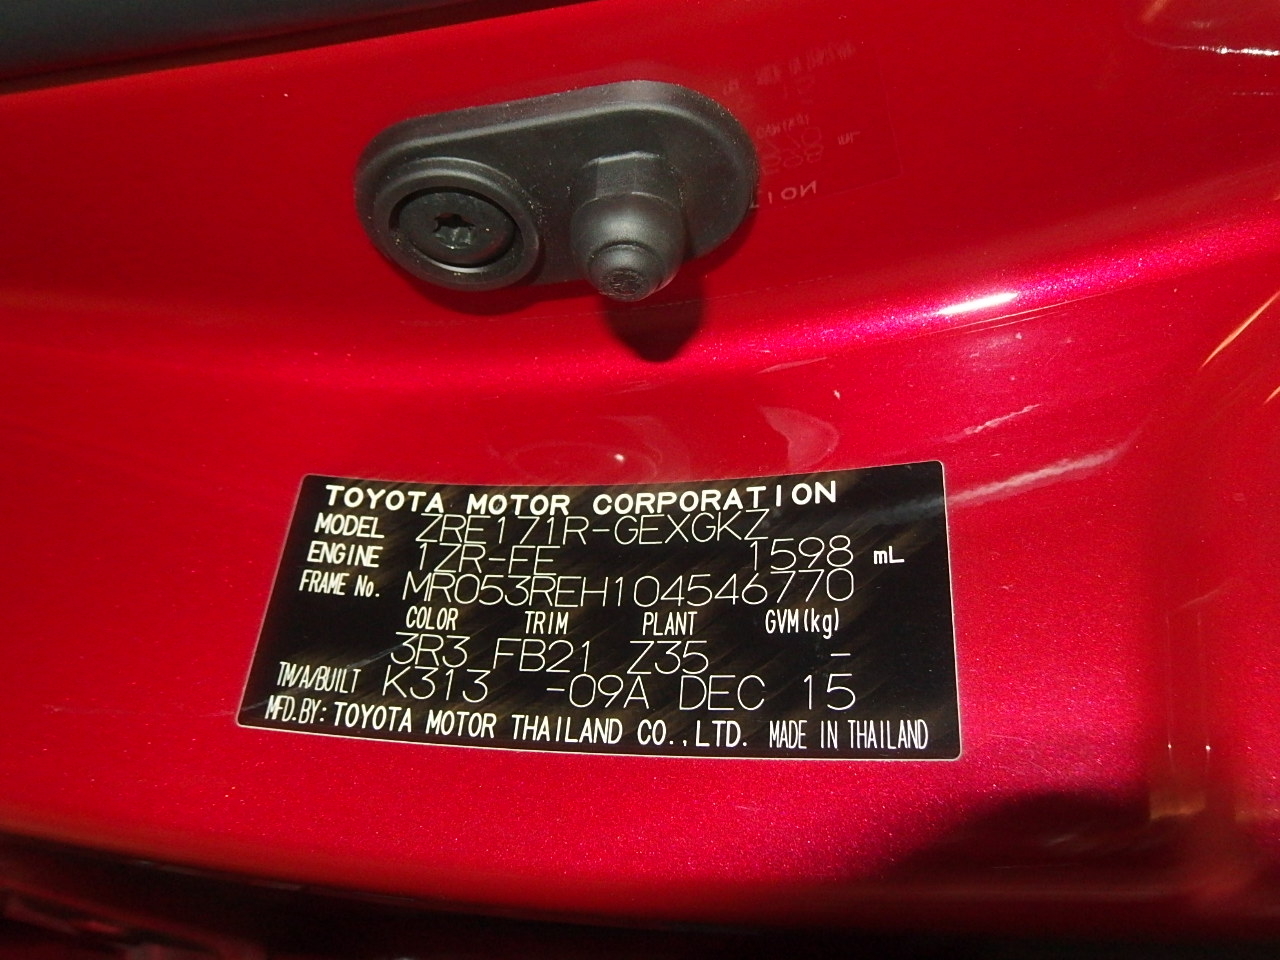 TOYOTA MOTOR CORPORATION
MODEL ZRE171R-GEXGKZ
ENGINE 1ZR-FE 1598 mL
FRAME No. MR053REH104546770
COLOR TRIM PLANT GVM(kg)
3R3 FB21 Z35 -
TM/A/BUILT K313 -09A DEC 15
MFD.BY: TOYOTA MOTOR THAILAND CO.,LTD. MADE IN THAILAND